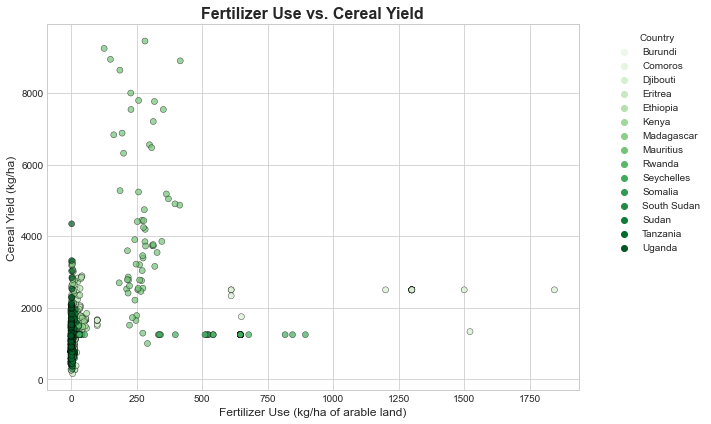 Fertilizer Use vs. Cereal Yield
Cereal Yield (kg/ha)
8000
6000
4000
2000
0
0
250
500
750
1000
1250
1500
1750
Fertilizer Use (kg/ha of arable land)
Country
Burundi
Comoros
Djibouti
Eritrea
Ethiopia
Kenya
Madagascar
Mauritius
Rwanda
Seychelles
Somalia
South Sudan
Sudan
Tanzania
Uganda